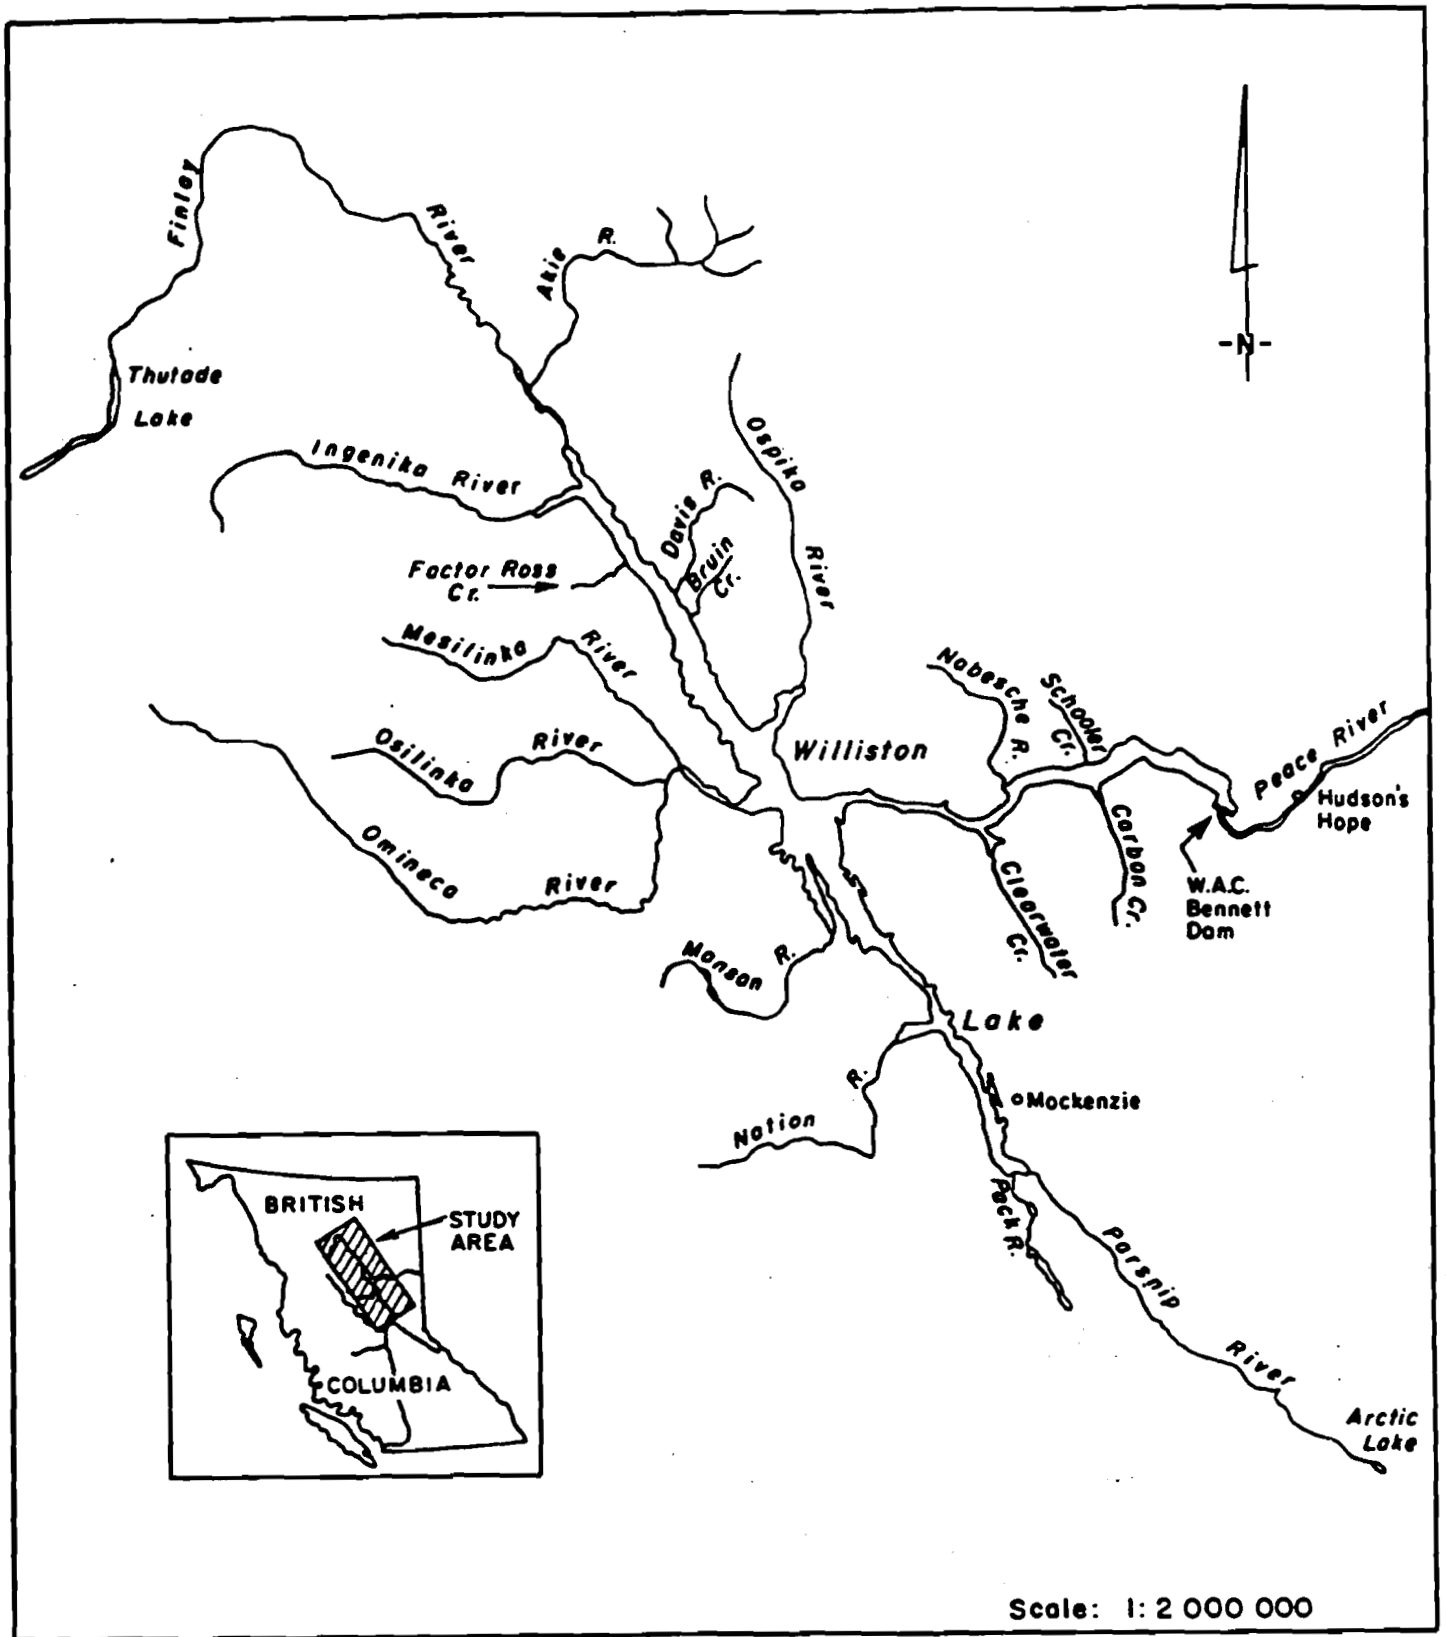 Finlay
River
Akie R.
-N-
Thutade
Lake
Ospika
River
Ingenika River
Davis R.
Bruin
Cr.
Factor Ross
Cr.
Mesilinka River
Nabesche R.
Schooler
Cr.
Osilinka River
Williston
Peace River
Hudson's
Hope
Omineca River
Carbon Cr.
Clearwater
Cr.
W.A.C.
Bennett
Dam
Manson R.
Lake
Nation R.
Mackenzie
Pack R.
Parsnip
River
Arctic
Lake
BRITISH
STUDY
AREA
COLUMBIA
Scale: 1: 2 000 000